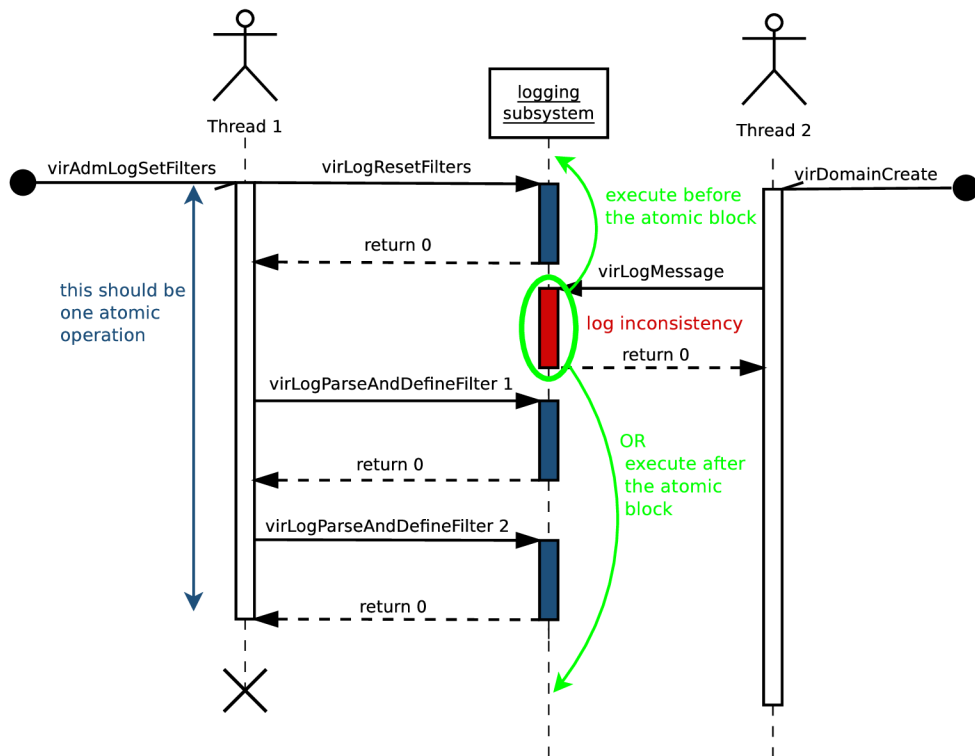 Thread 1
logging
subsystem
Thread 2
virAdmLogSetFilters
virLogResetFilters
virDomainCreate
execute before
the atomic block
return 0
virLogMessage
this should be
one atomic
operation
log inconsistency
return 0
virLogParseAndDefineFilter 1
OR
execute after
the atomic
block
return 0
virLogParseAndDefineFilter 2
return 0